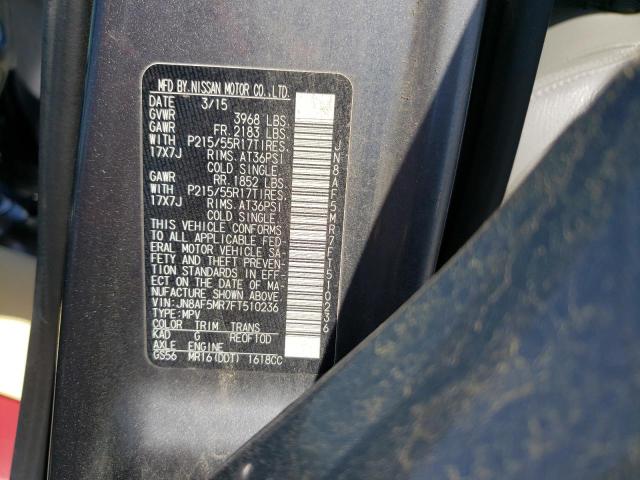 MFD BY.NISSAN MOTOR CO.,LTD.
DATE 3/15
GVWR 3968 LBS.
GAWR FR. 2183 LBS.
WITH P215/55R17TIRES.
17X7J RIMS. AT36PSI
COLD SINGLE.
GAWR RR. 1852 LBS.
WITH P215/55R17TIRES.
17X7J RIMS. AT36PSI
COLD SINGLE.
THIS VEHICLE CONFORMS
TO ALL APPLICABLE FED-
ERAL MOTOR VEHICLE SA-
FETY AND THEFT PREVEN-
TION STANDARDS IN EFF-
ECT ON THE DATE OF MA-
NUFACTURE SHOWN ABOVE
VIN: JN8AF5MR7FT510236
TYPE: MPV
COLOR TRIM TRANS
KAD G RE0F10D
AXLE ENGINE
GS56 MR16(DDT) 1618CC
JN8AF5MR7FT510236